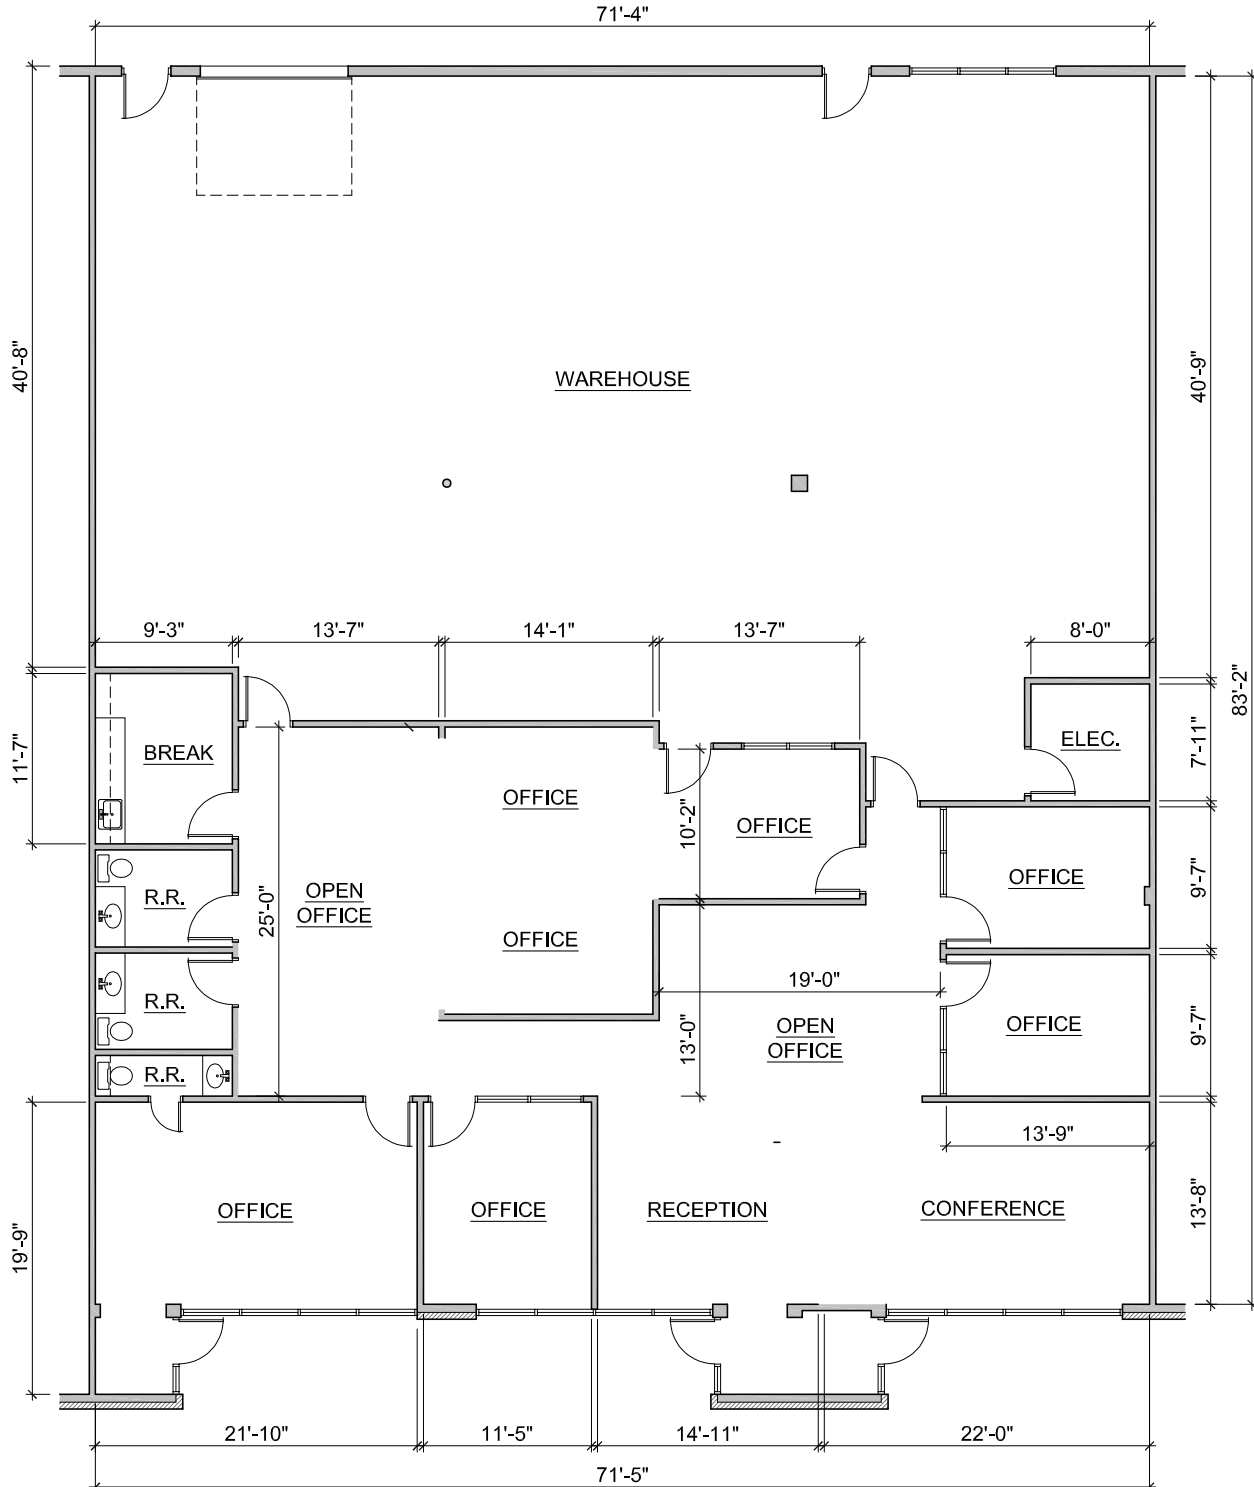 71'-4"
40'-8"
WAREHOUSE
40'-9"
83'-2"
9'-3"
13'-7"
14'-1"
13'-7"
8'-0"
11'-7"
BREAK
ELEC.
7'-11"
OFFICE
OFFICE
10'-2"
OFFICE
9'-7"
R.R.
OPEN
OFFICE
25'-0"
OFFICE
19'-0"
R.R.
OPEN
OFFICE
13'-0"
OFFICE
9'-7"
R.R.
13'-9"
19'-9"
OFFICE
OFFICE
RECEPTION
CONFERENCE
13'-8"
21'-10"
11'-5"
14'-11"
22'-0"
71'-5"